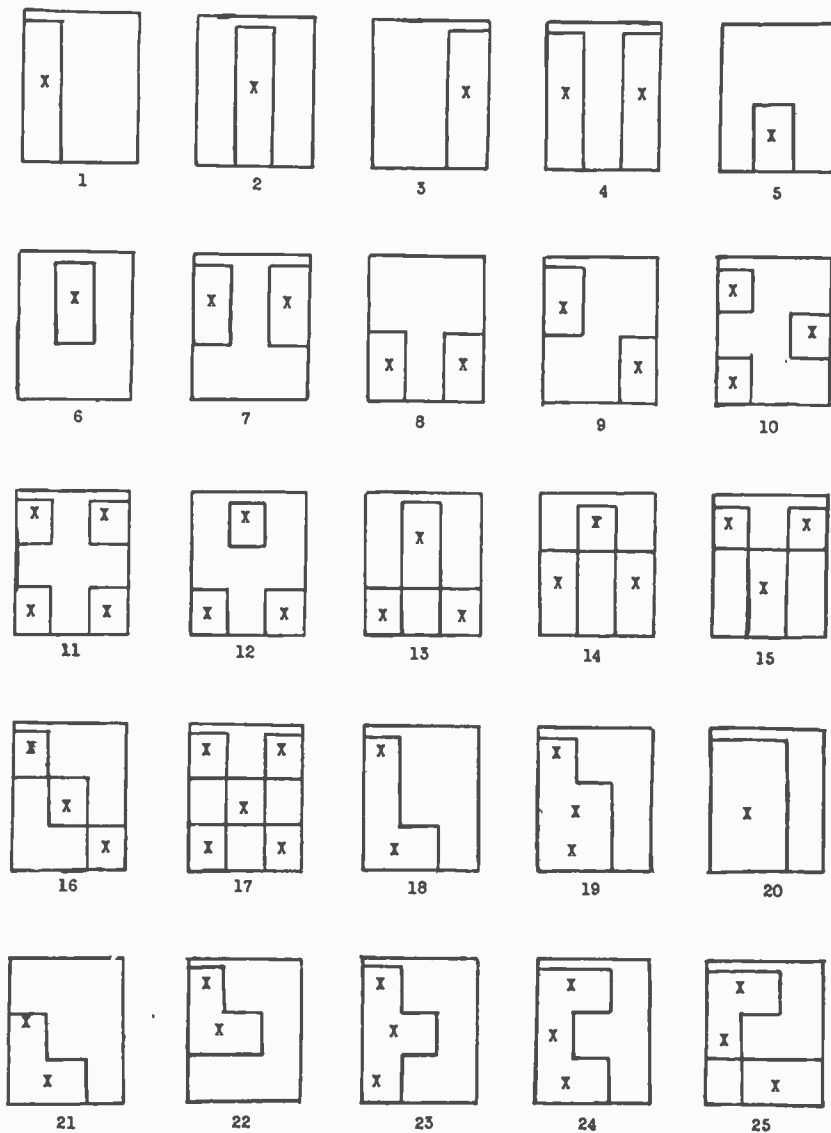 X X X X X X
1 2 3 4 5
X X X X X X X X X X
6 7 8 9 10
X X X X X X X X X X X X X X X X
11 12 13 14 15
X X X X X X X X X X X X X X
16 17 18 19 20
X X X X X X X X X X X X X
21 22 23 24 25